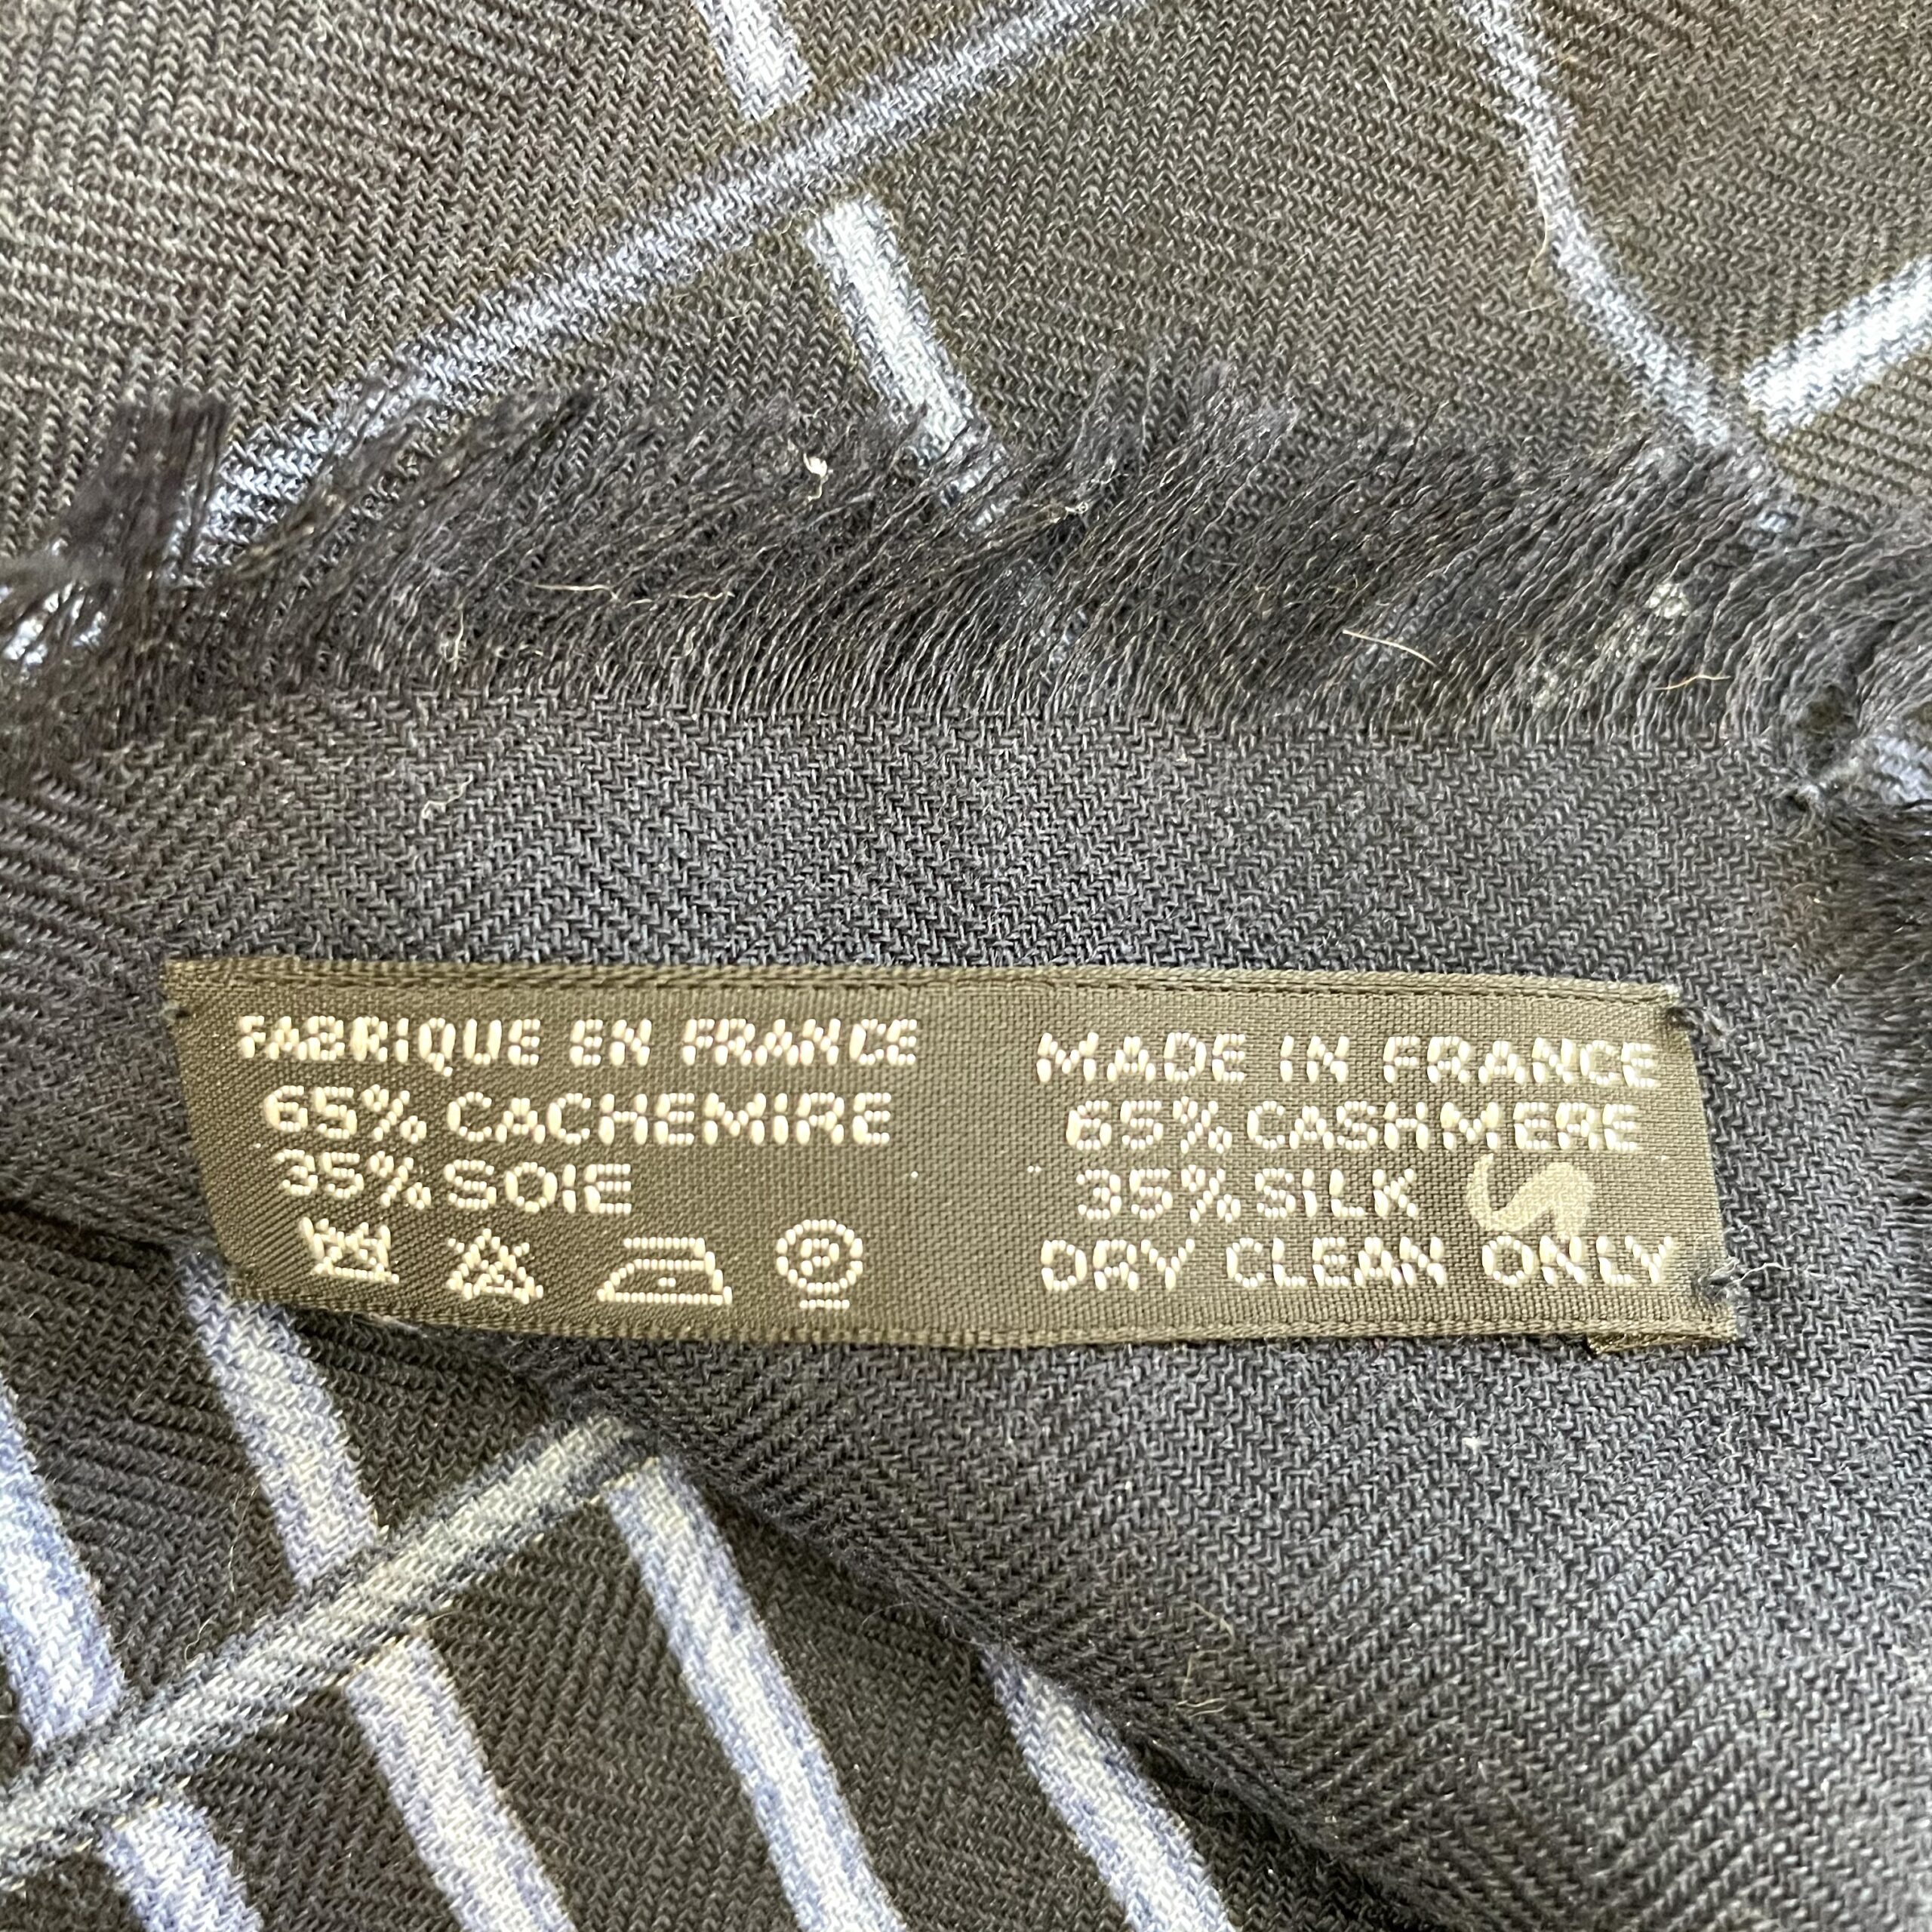 FABRIQUE EN FRANCE
65% CACHEMIRE
35% SOIE
P
MADE IN FRANCE
65% CASHMERE
35% SILK S
DRY CLEAN ONLY